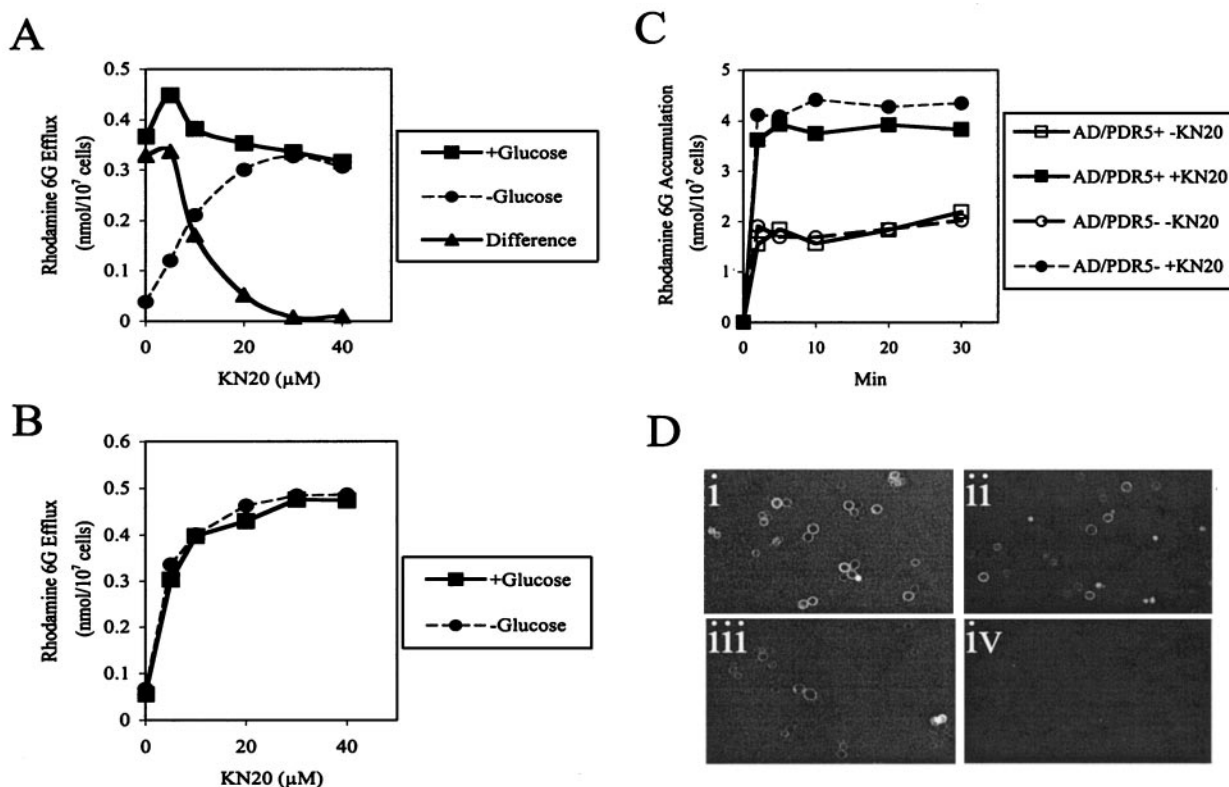 A
Rhodamine 6G Efflux
(nmol/10⁷ cells)
0.5
0.4
0.3
0.2
0.1
0
0 20 40
KN20 (µM)
+Glucose
-Glucose
Difference
B
Rhodamine 6G Efflux
(nmol/10⁷ cells)
0.6
0.5
0.4
0.3
0.2
0.1
0
0 20 40
KN20 (µM)
+Glucose
-Glucose
C
Rhodamine 6G Accumulation
(nmol/10⁷ cells)
5
4
3
2
1
0
0 10 20 30
Min
AD/PDR5+ -KN20
AD/PDR5+ +KN20
AD/PDR5- -KN20
AD/PDR5- +KN20
D
i
ii
iii
iv